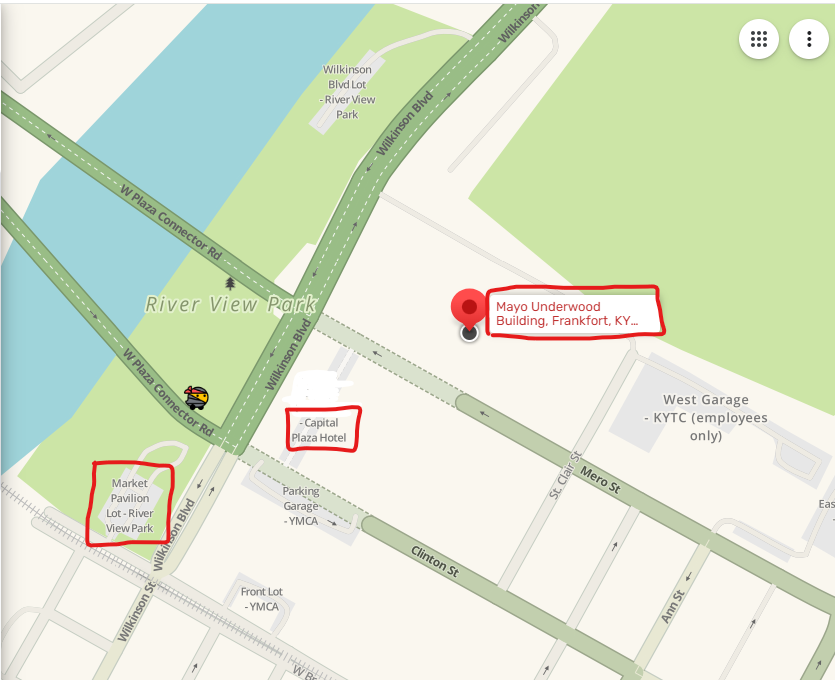 Wilkinson
Wilkinson
Blvd Lot
- River View
Park
Wilkinson Blvd
W Plaza Connector Rd
River View Park
Mayo Underwood
Building, Frankfort, KY...
Wilkinson Blvd
W Plaza Connector Rd
- Capital
Plaza Hotel
West Garage
- KYTC (employees
only)
St. Clair St
Mero St
Market
Pavilion
Lot - River
View Park
Parking
Garage
- YMCA
Wilkinson Blvd
Clinton St
Front Lot
- YMCA
Wilkinson St
Ann St